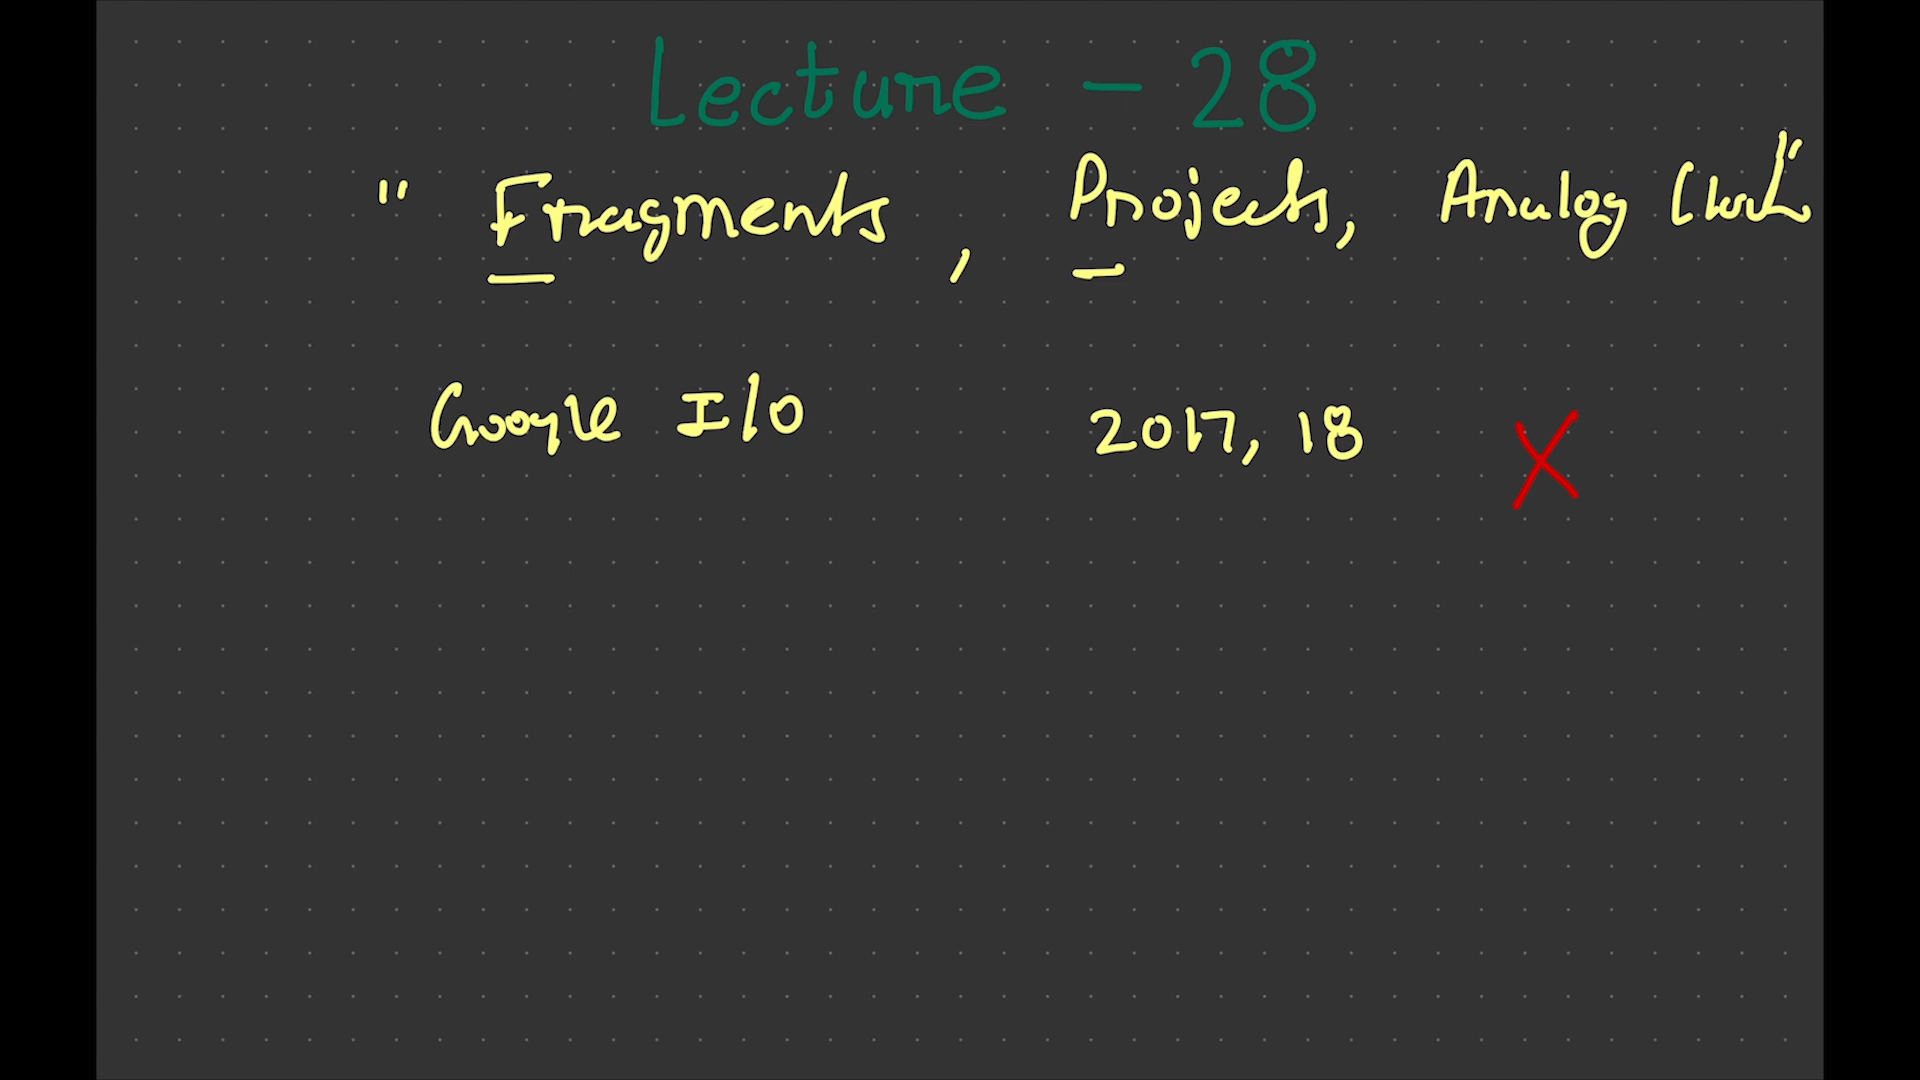 Lecture - 28
" Fragments, Projects, Analog Clock"
Google I/O 2017, 18 X